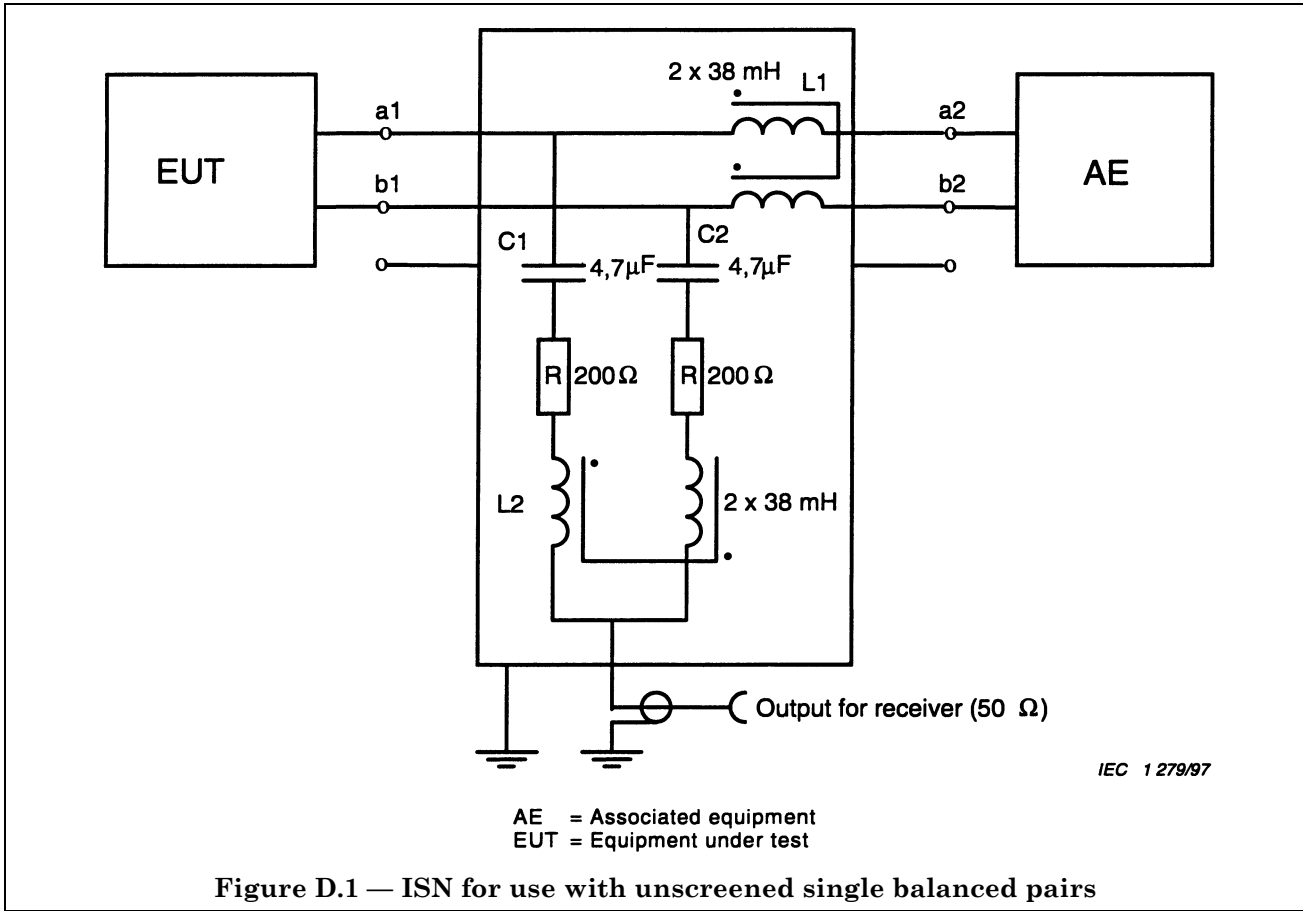 2 x 38 mH
L1
a1
a2
EUT
AE
b1
b2
C1
C2
4,7µF
4,7µF
R 200 Ω
R 200 Ω
L2
2 x 38 mH
Output for receiver (50 Ω)
IEC 1 279/97
AE = Associated equipment
EUT = Equipment under test
Figure D.1 — ISN for use with unscreened single balanced pairs